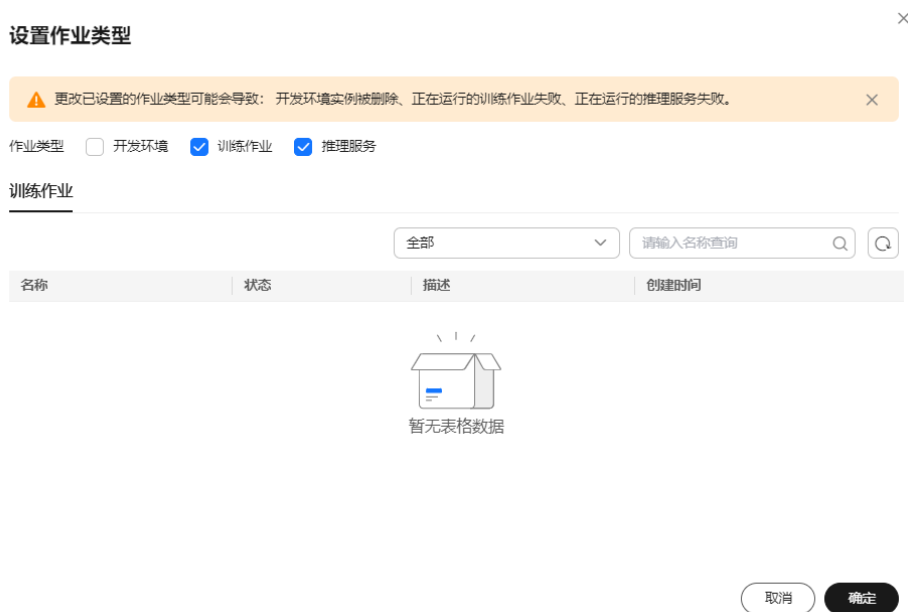 设置作业类型
更改已设置的作业类型可能会导致： 开发环境实例被删除、正在运行的训练作业失败、正在运行的推理服务失败。
作业类型 开发环境 训练作业 推理服务
训练作业
全部 请输入名称查询
名称 状态 描述 创建时间
暂无表格数据
取消 确定